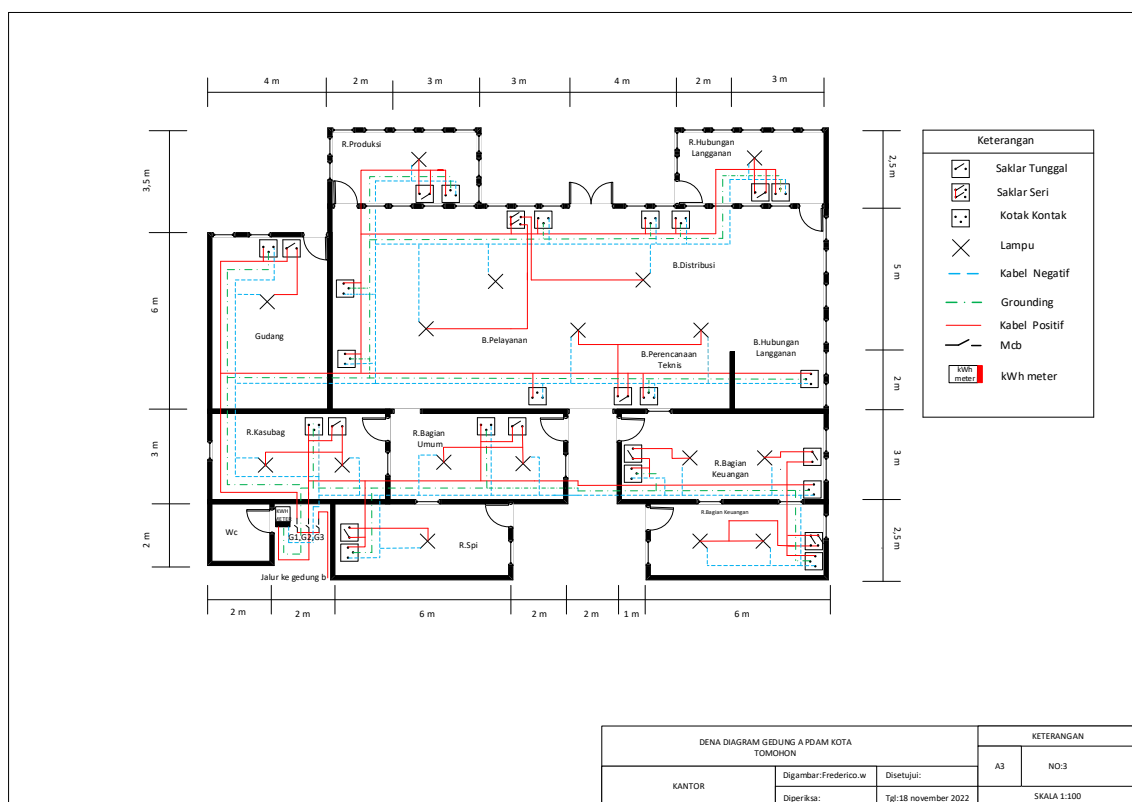 4 m
2 m
3 m
3 m
4 m
2 m
3 m
3,5 m
6 m
3 m
2 m
2,5 m
5 m
2 m
3 m
2,5 m
R.Produksi
R.Hubungan
Langganan
B.Distribusi
Gudang
B.Pelayanan
B.Perencanaan
Teknis
B.Hubungan
Langganan
R.Kasubag
R.Bagian
Umum
R.Bagian
Keuangan
Wc
KWH
METER
G1,G2,G3
R.Spi
R.Bagian Keuangan
Jalur ke gedung b
2 m
2 m
6 m
2 m
2 m
1 m
6 m
Keterangan
Saklar Tunggal
Saklar Seri
Kotak Kontak
Lampu
Kabel Negatif
Grounding
Kabel Positif
Mcb
kWh
meter
kWh meter
DENA DIAGRAM GEDUNG A PDAM KOTA
TOMOHON
KETERANGAN
A3
NO:3
KANTOR
Digambar:Frederico.w
Disetujui:
Diperiksa:
Tgl:18 november 2022
SKALA 1:100